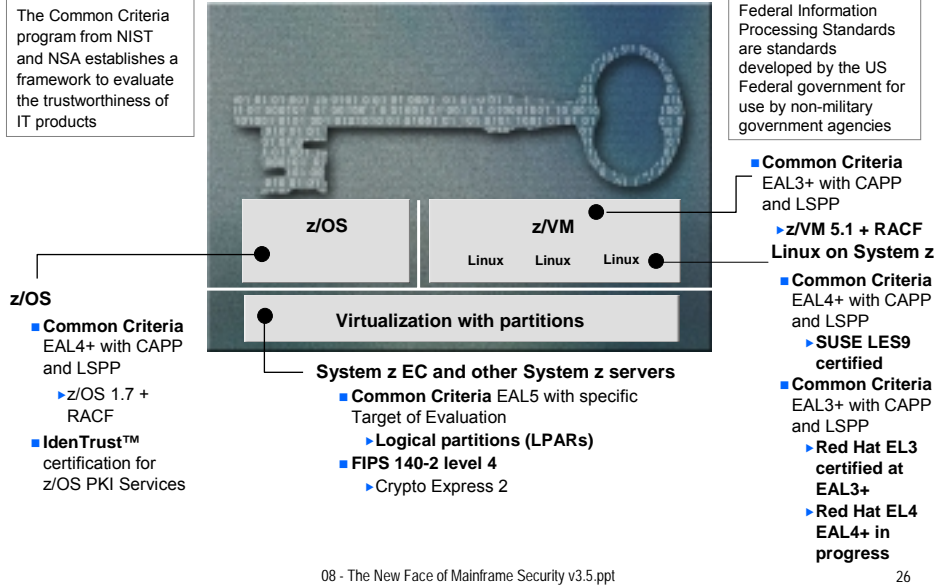 The Common Criteria
program from NIST
and NSA establishes a
framework to evaluate
the trustworthiness of
IT products
Federal Information
Processing Standards
are standards
developed by the US
Federal government for
use by non-military
government agencies
z/OS
z/VM
Linux Linux Linux
Virtualization with partitions
z/OS
■ Common Criteria
EAL4+ with CAPP
and LSPP
►z/OS 1.7 +
RACF
■ IdenTrust™
certification for
z/OS PKI Services
System z EC and other System z servers
■ Common Criteria EAL5 with specific
Target of Evaluation
►Logical partitions (LPARs)
■ FIPS 140-2 level 4
►Crypto Express 2
■ Common Criteria
EAL3+ with CAPP
and LSPP
►z/VM 5.1 + RACF
Linux on System z
■ Common Criteria
EAL4+ with CAPP
and LSPP
►SUSE LES9
certified
■ Common Criteria
EAL3+ with CAPP
and LSPP
►Red Hat EL3
certified at
EAL3+
►Red Hat EL4
EAL4+ in
progress
08 - The New Face of Mainframe Security v3.5.ppt
26